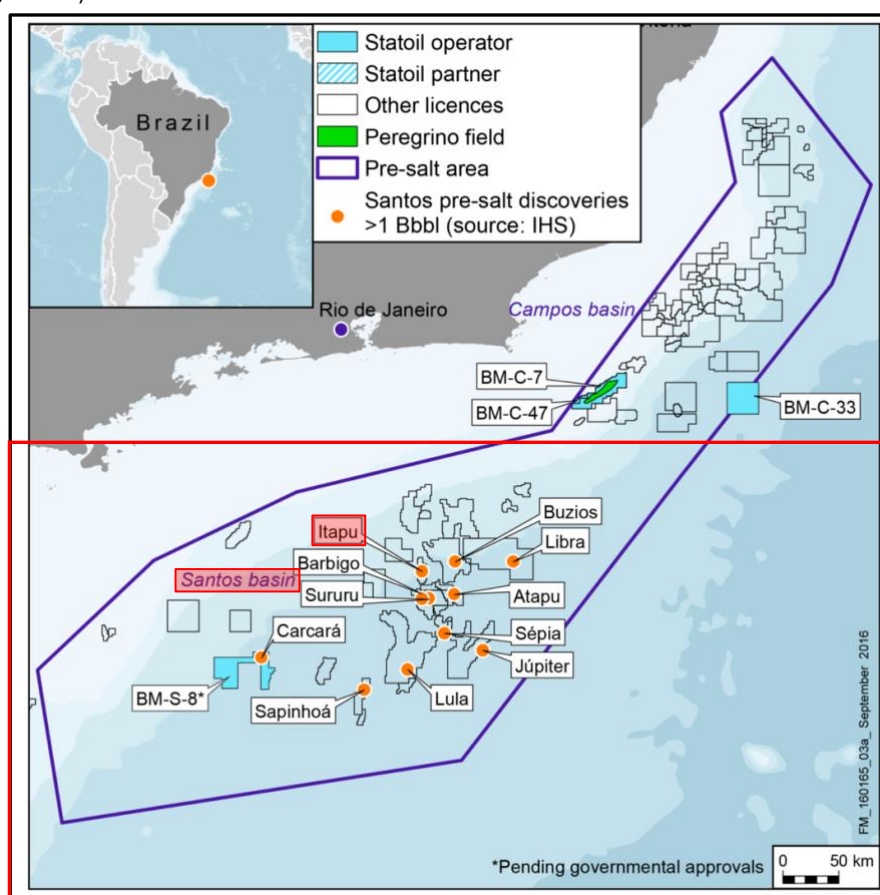 Brazil
Statoil operator
Statoil partner
Other licences
Peregrino field
Pre-salt area
Santos pre-salt discoveries
>1 Bbbl (source: IHS)
Rio de Janeiro
Campos basin
BM-C-7
BM-C-47
BM-C-33
Buzios
Itapu
Libra
Barbigo
Santos basin
Sururu
Atapu
Carcará
Sépia
Júpiter
BM-S-8*
Sapinhoá
Lula
FM_160165_03a_ September 2016
*Pending governmental approvals
0 50 km